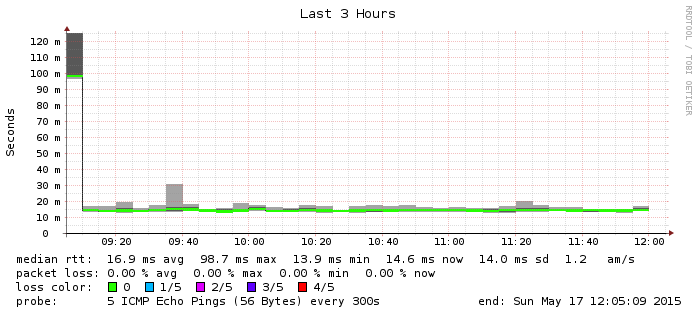 Last 3 Hours
RRDTOOL / TOBI OETIKER
Seconds
120 m
110 m
100 m
90 m
80 m
70 m
60 m
50 m
40 m
30 m
20 m
10 m
0
09:20 09:40 10:00 10:20 10:40 11:00 11:20 11:40 12:00
median rtt: 16.9 ms avg 98.7 ms max 13.9 ms min 14.6 ms now 14.0 ms sd 1.2 am/s
packet loss: 0.00 % avg 0.00 % max 0.00 % min 0.00 % now
loss color: 0 1/5 2/5 3/5 4/5
probe: 5 ICMP Echo Pings (56 Bytes) every 300s end: Sun May 17 12:05:09 2015